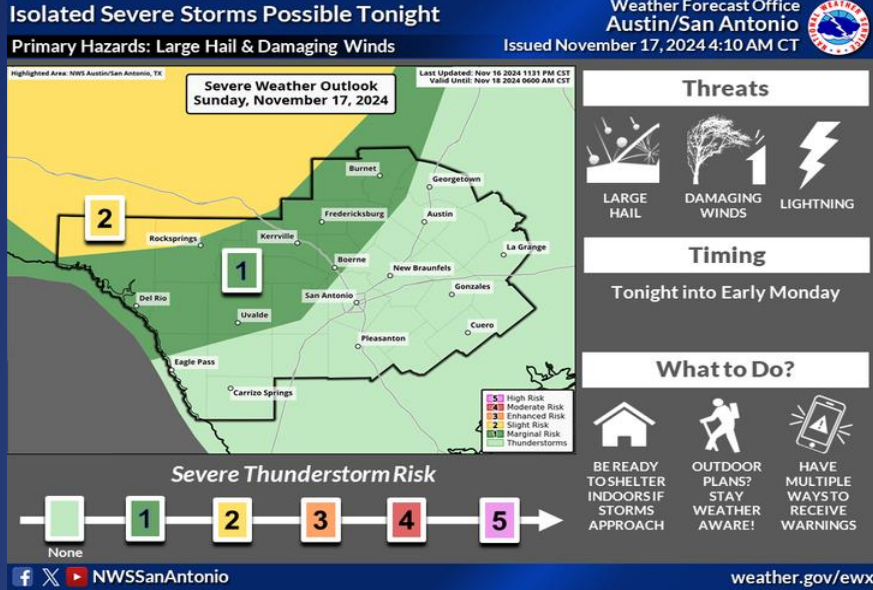 Isolated Severe Storms Possible Tonight
Primary Hazards: Large Hail & Damaging Winds
Weather Forecast Office
Austin/San Antonio
Issued November 17, 2024 4:10 AM CT
NATIONAL WEATHER SERVICE
Highlighted Area: NWS Austin/San Antonio, TX
Severe Weather Outlook
Sunday, November 17, 2024
Last Updated: Nov 16 2024 1131 PM CST
Valid Until: Nov 18 2024 0600 AM CST
Burnet
Georgetown
2
Fredericksburg
Austin
Rocksprings
Kerrville
La Grange
1
Boerne
New Braunfels
Del Rio
San Antonio
Gonzales
Uvalde
Cuero
Pleasanton
Eagle Pass
Carrizo Springs
5 High Risk
4 Moderate Risk
3 Enhanced Risk
2 Slight Risk
1 Marginal Risk
Thunderstorms
Severe Thunderstorm Risk
1 2 3 4 5
None
Threats
LARGE
HAIL
DAMAGING
WINDS
LIGHTNING
Timing
Tonight into Early Monday
What to Do?
BE READY
TO SHELTER
INDOORS IF
STORMS
APPROACH
OUTDOOR
PLANS?
STAY
WEATHER
AWARE!
HAVE
MULTIPLE
WAYS TO
RECEIVE
WARNINGS
NWSSanAntonio
weather.gov/ewx